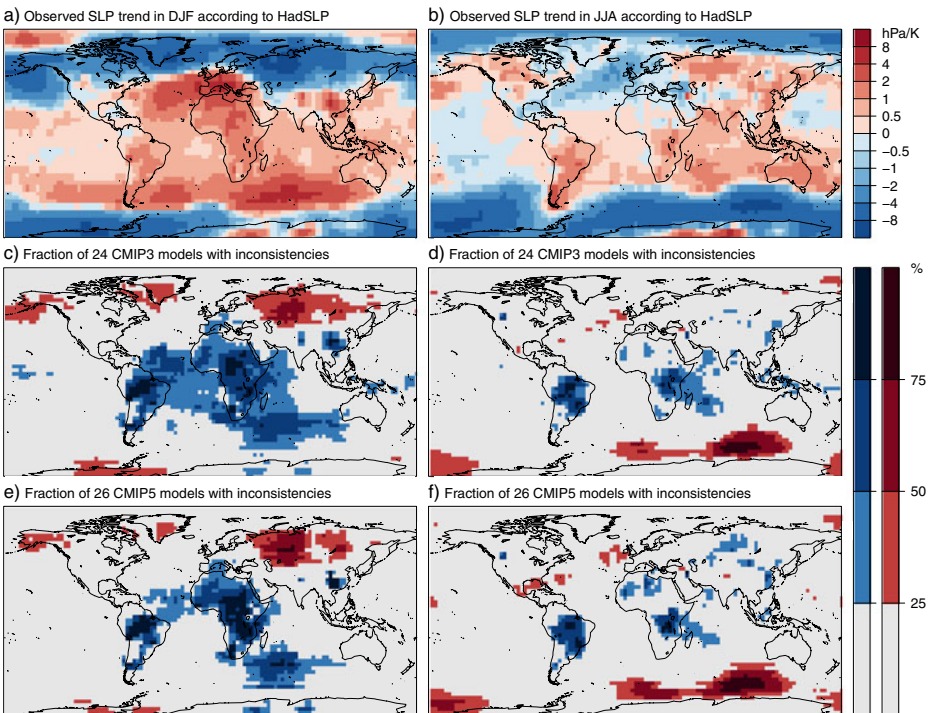 a) Observed SLP trend in DJF according to HadSLP
b) Observed SLP trend in JJA according to HadSLP
hPa/K
8
4
2
1
0.5
0
−0.5
−1
−2
−4
−8
c) Fraction of 24 CMIP3 models with inconsistencies
d) Fraction of 24 CMIP3 models with inconsistencies
%
75
50
25
e) Fraction of 26 CMIP5 models with inconsistencies
f) Fraction of 26 CMIP5 models with inconsistencies